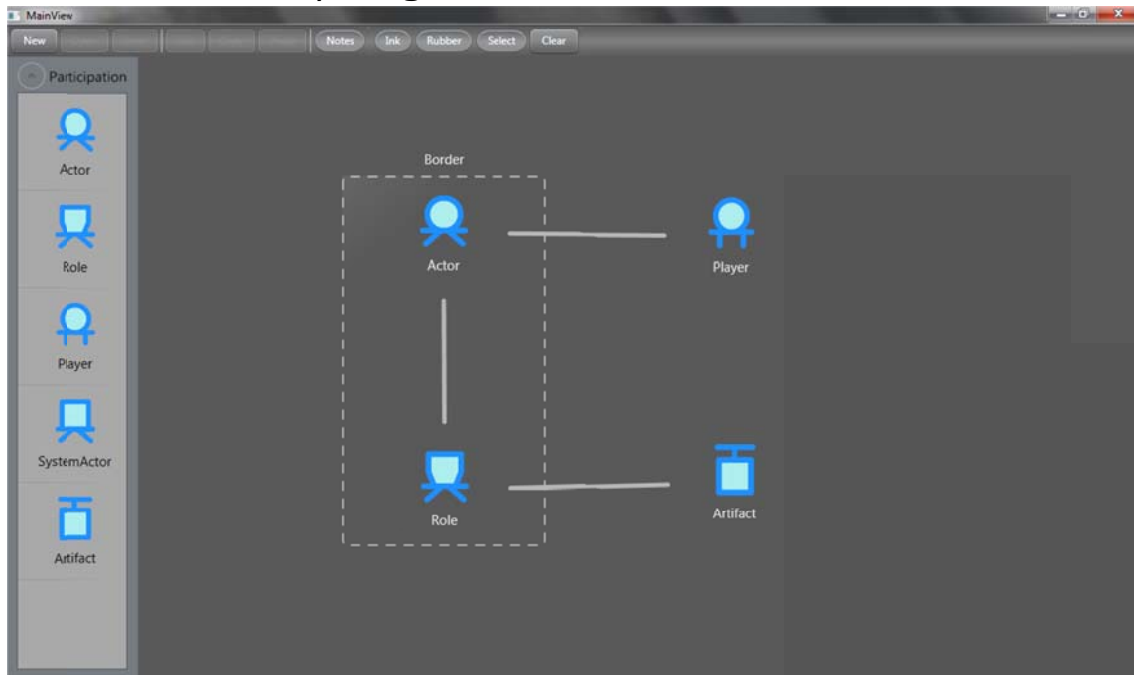 MainView
New Notes Ink Rubber Select Clear
Participation
Actor
Role
Player
SystemActor
Artifact
Border
Actor
Player
Role
Artifact